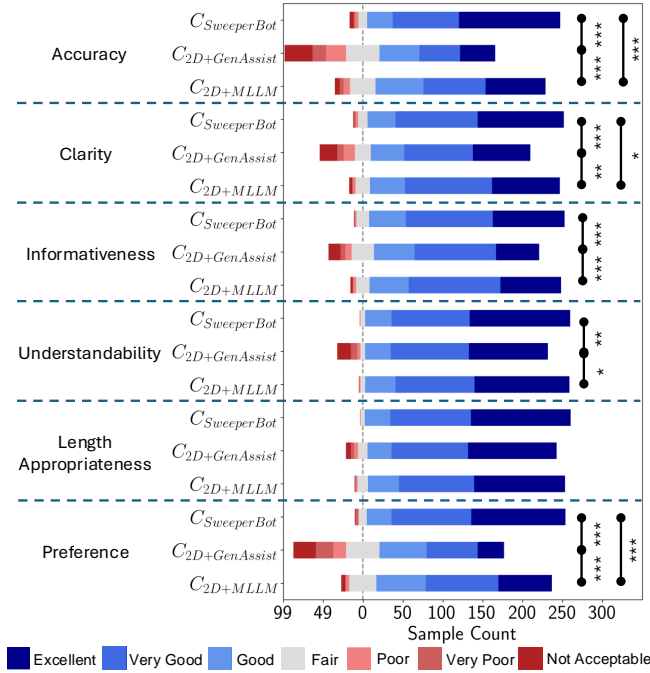 Accuracy
C_SweeperBot
C_2D+GenAssist
C_2D+MLLM
***
***
***
Clarity
C_SweeperBot
C_2D+GenAssist
C_2D+MLLM
***
**
*
Informativeness
C_SweeperBot
C_2D+GenAssist
C_2D+MLLM
***
***
Understandability
C_SweeperBot
C_2D+GenAssist
C_2D+MLLM
**
*
Length
Appropriateness
C_SweeperBot
C_2D+GenAssist
C_2D+MLLM
Preference
C_SweeperBot
C_2D+GenAssist
C_2D+MLLM
***
***
***
99 49 0 50 100 150 200 250 300
Sample Count
Excellent Very Good Good Fair Poor Very Poor Not Acceptable